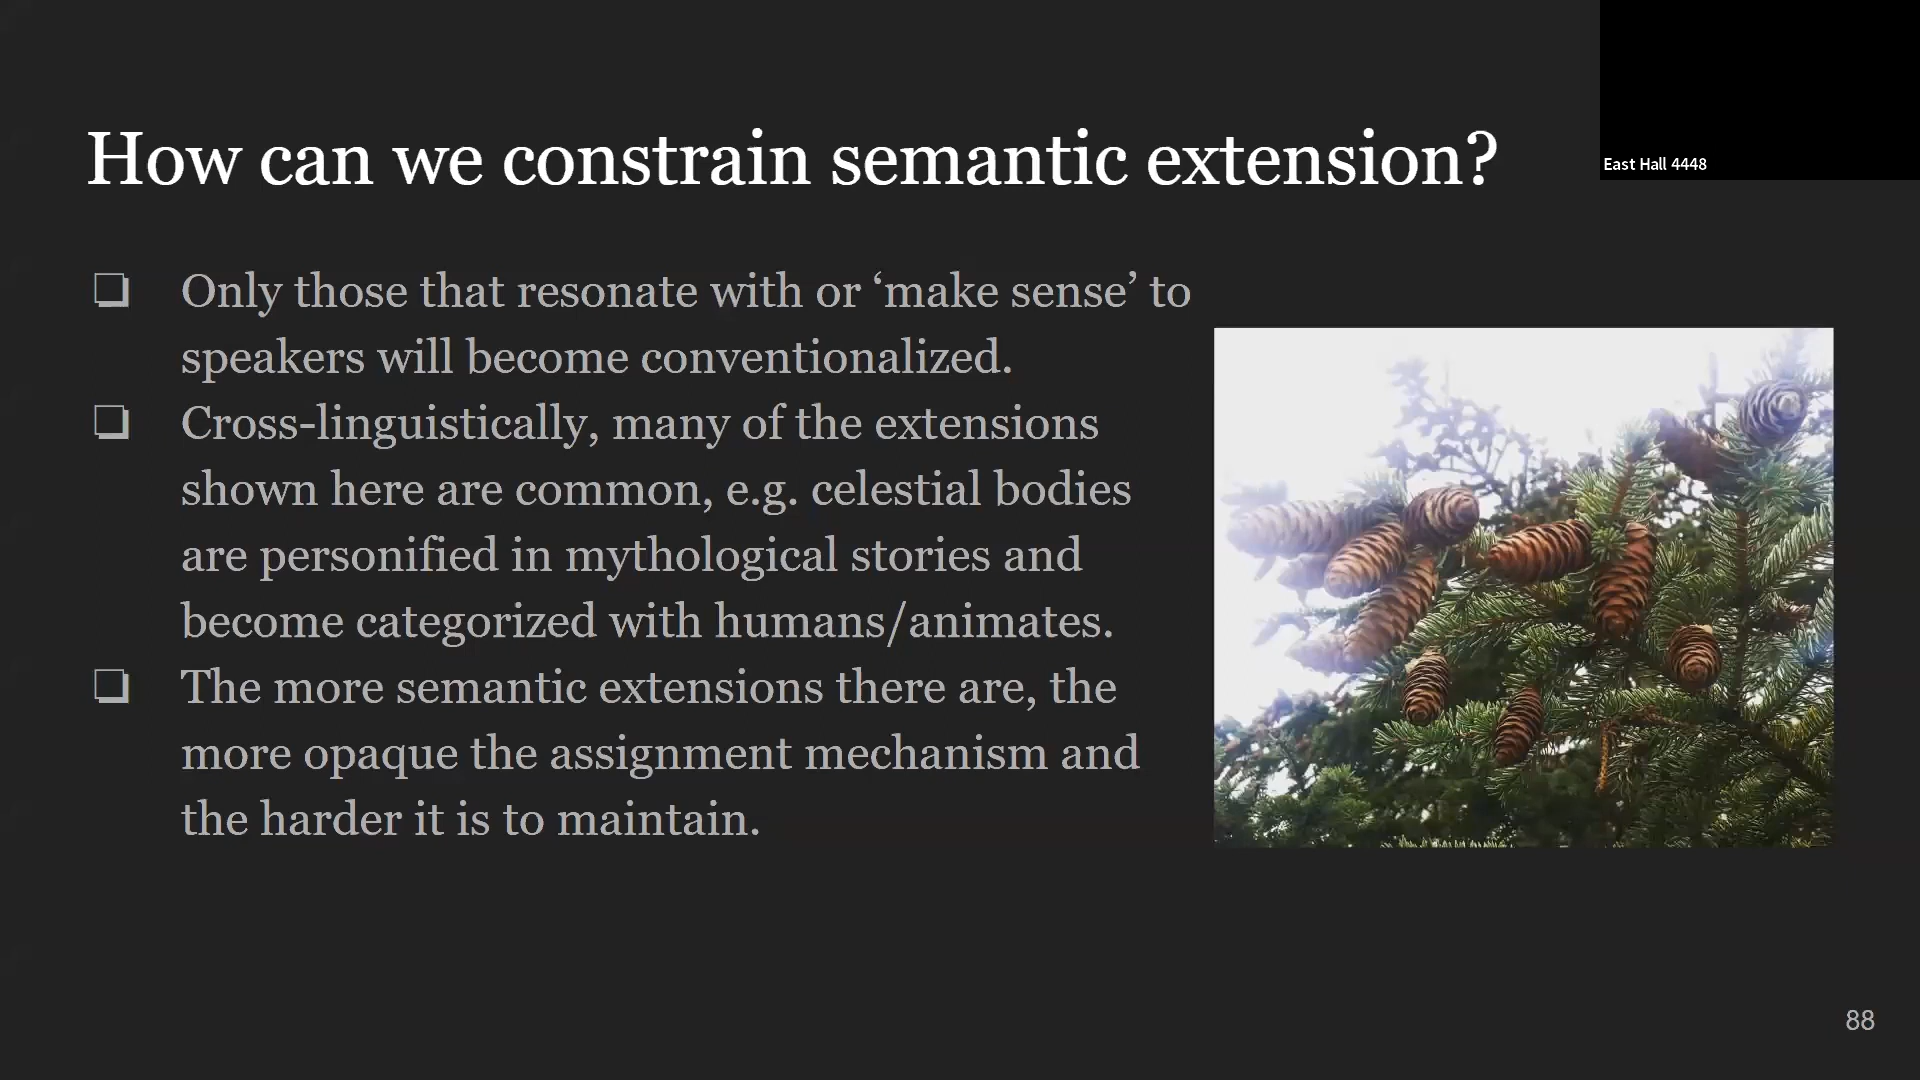 How can we constrain semantic extension?
East Hall 4448
❏ Only those that resonate with or ‘make sense’ to
speakers will become conventionalized.
❏ Cross-linguistically, many of the extensions
shown here are common, e.g. celestial bodies
are personified in mythological stories and
become categorized with humans/animates.
❏ The more semantic extensions there are, the
more opaque the assignment mechanism and
the harder it is to maintain.
88